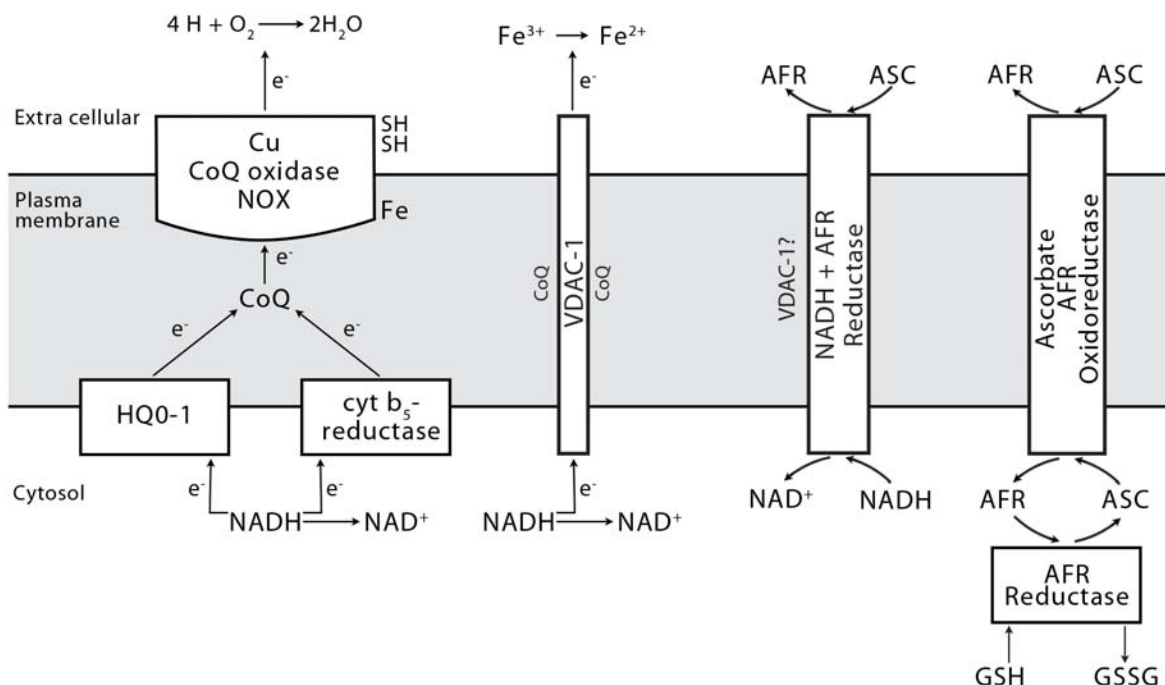 4 H + O₂ ⟶ 2H₂O
e⁻
Extra cellular
SH
SH
Cu
CoQ oxidase
NOX
Fe
Plasma
membrane
e⁻
CoQ
e⁻
e⁻
HQ0-1
cyt b₅-
reductase
Cytosol
e⁻
e⁻
NADH → NAD⁺
Fe³⁺ → Fe²⁺
e⁻
CoQ
VDAC-1
CoQ
e⁻
NADH → NAD⁺
AFR
ASC
VDAC-1?
NADH + AFR
Reductase
NAD⁺
NADH
AFR
ASC
Ascorbate
AFR
Oxidoreductase
AFR
ASC
AFR
Reductase
GSH
GSSG